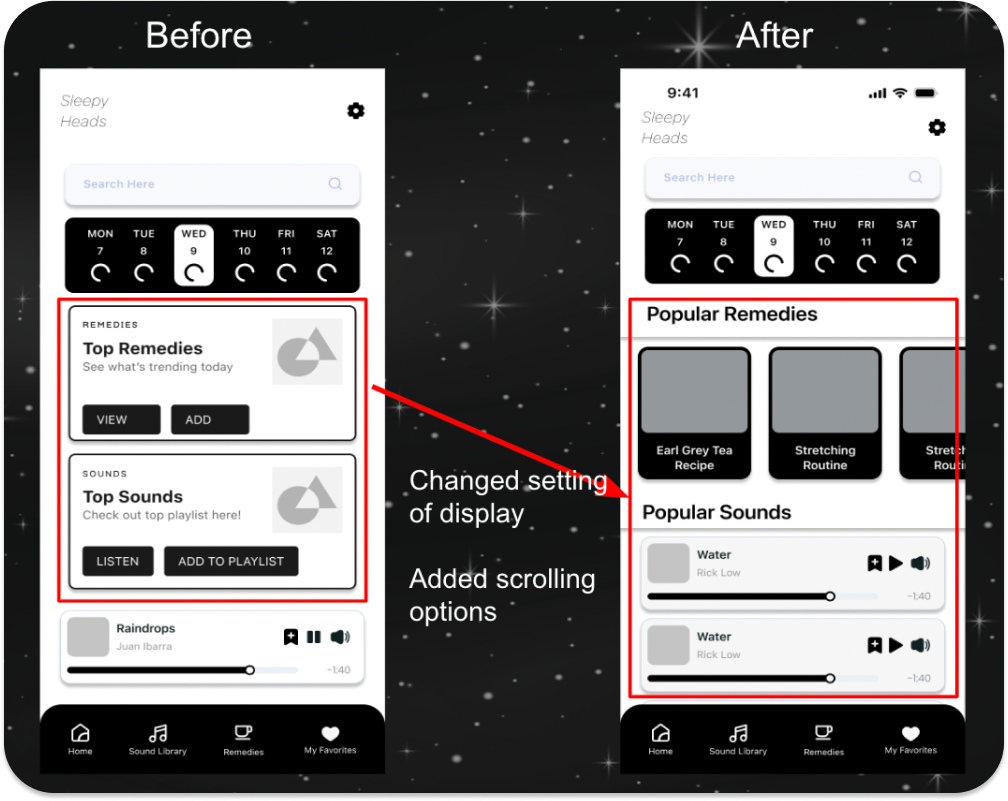 Before
After
Sleepy
Heads
Search Here
MON TUE WED THU FRI SAT
7 8 9 10 11 12
REMEDIES
Top Remedies
See what's trending today
VIEW ADD
SOUNDS
Top Sounds
Check out top playlist here!
LISTEN ADD TO PLAYLIST
Raindrops
Juan Ibarra
-1:40
Home Sound Library Remedies My Favorites
Changed setting
of display
Added scrolling
options
9:41
Sleepy
Heads
Search Here
MON TUE WED THU FRI SAT
7 8 9 10 11 12
Popular Remedies
Earl Grey Tea
Recipe
Stretching
Routine
Stretch
Routi
Popular Sounds
Water
Rick Low
-1:40
Water
Rick Low
-1:40
Home Sound Library Remedies My Favorites